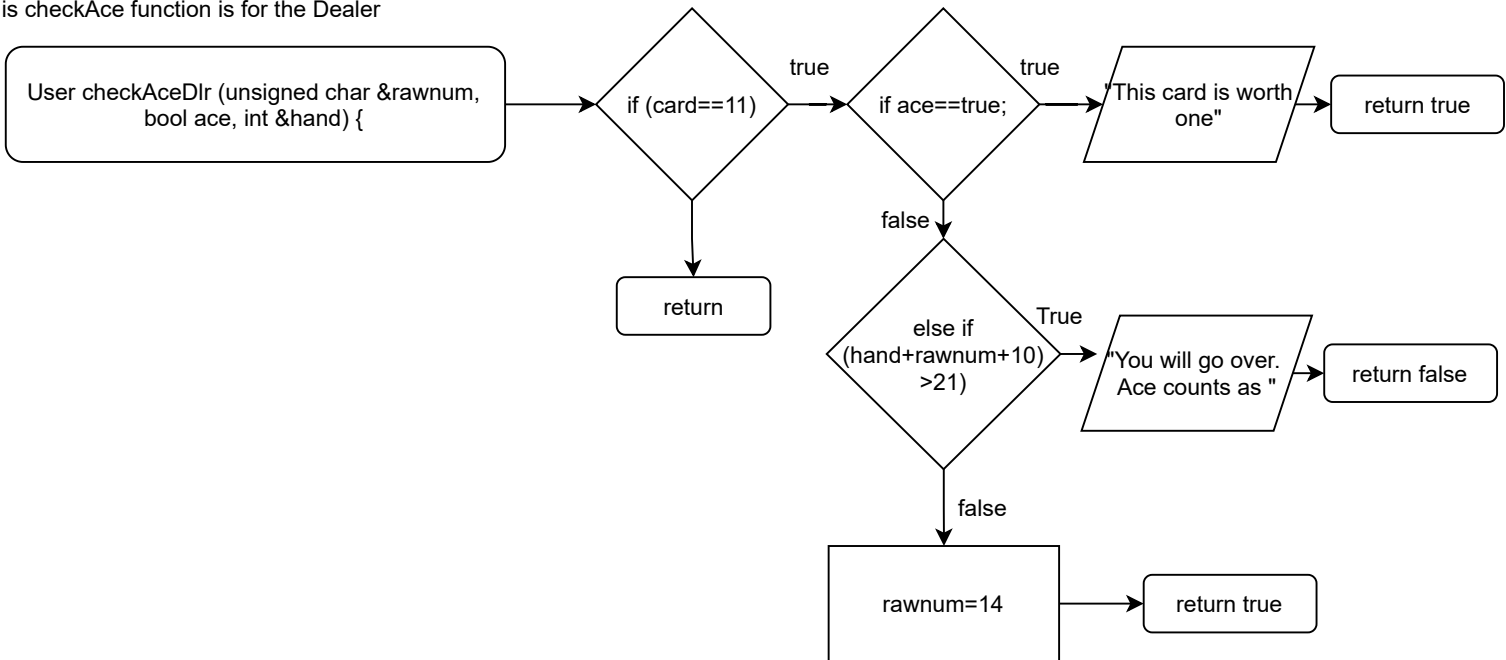 is checkAce function is for the Dealer
User checkAceDlr (unsigned char &rawnum,
bool ace, int &hand) {
if (card==11)
true
if ace==true;
true
"This card is worth
one"
return true
false
return
else if
(hand+rawnum+10)
>21)
True
"You will go over.
Ace counts as "
return false
false
rawnum=14
return true